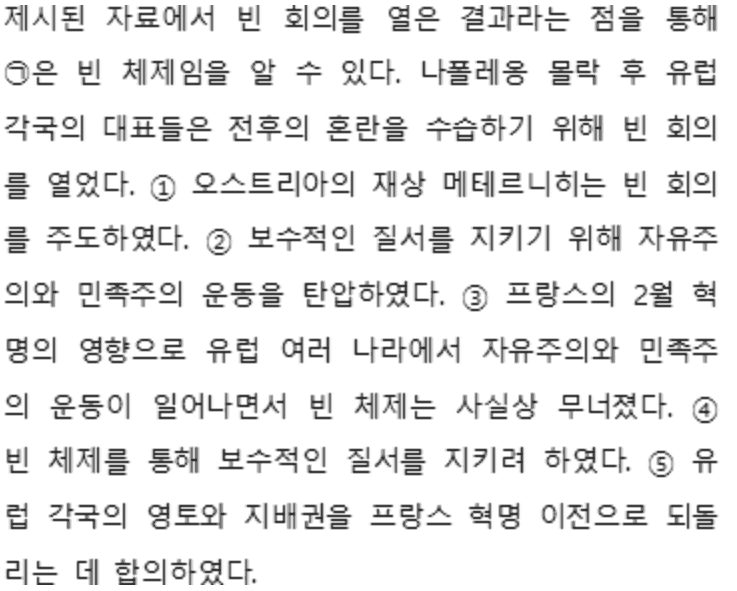 제시된 자료에서 빈 회의를 열은 결과라는 점을 통해
㉠은 빈 체제임을 알 수 있다. 나폴레옹 몰락 후 유럽
각국의 대표들은 전후의 혼란을 수습하기 위해 빈 회의
를 열었다. ① 오스트리아의 재상 메테르니히는 빈 회의
를 주도하였다. ② 보수적인 질서를 지키기 위해 자유주
의와 민족주의 운동을 탄압하였다. ③ 프랑스의 2월 혁
명의 영향으로 유럽 여러 나라에서 자유주의와 민족주
의 운동이 일어나면서 빈 체제는 사실상 무너졌다. ④
빈 체제를 통해 보수적인 질서를 지키려 하였다. ⑤ 유
럽 각국의 영토와 지배권을 프랑스 혁명 이전으로 되돌
리는 데 합의하였다.